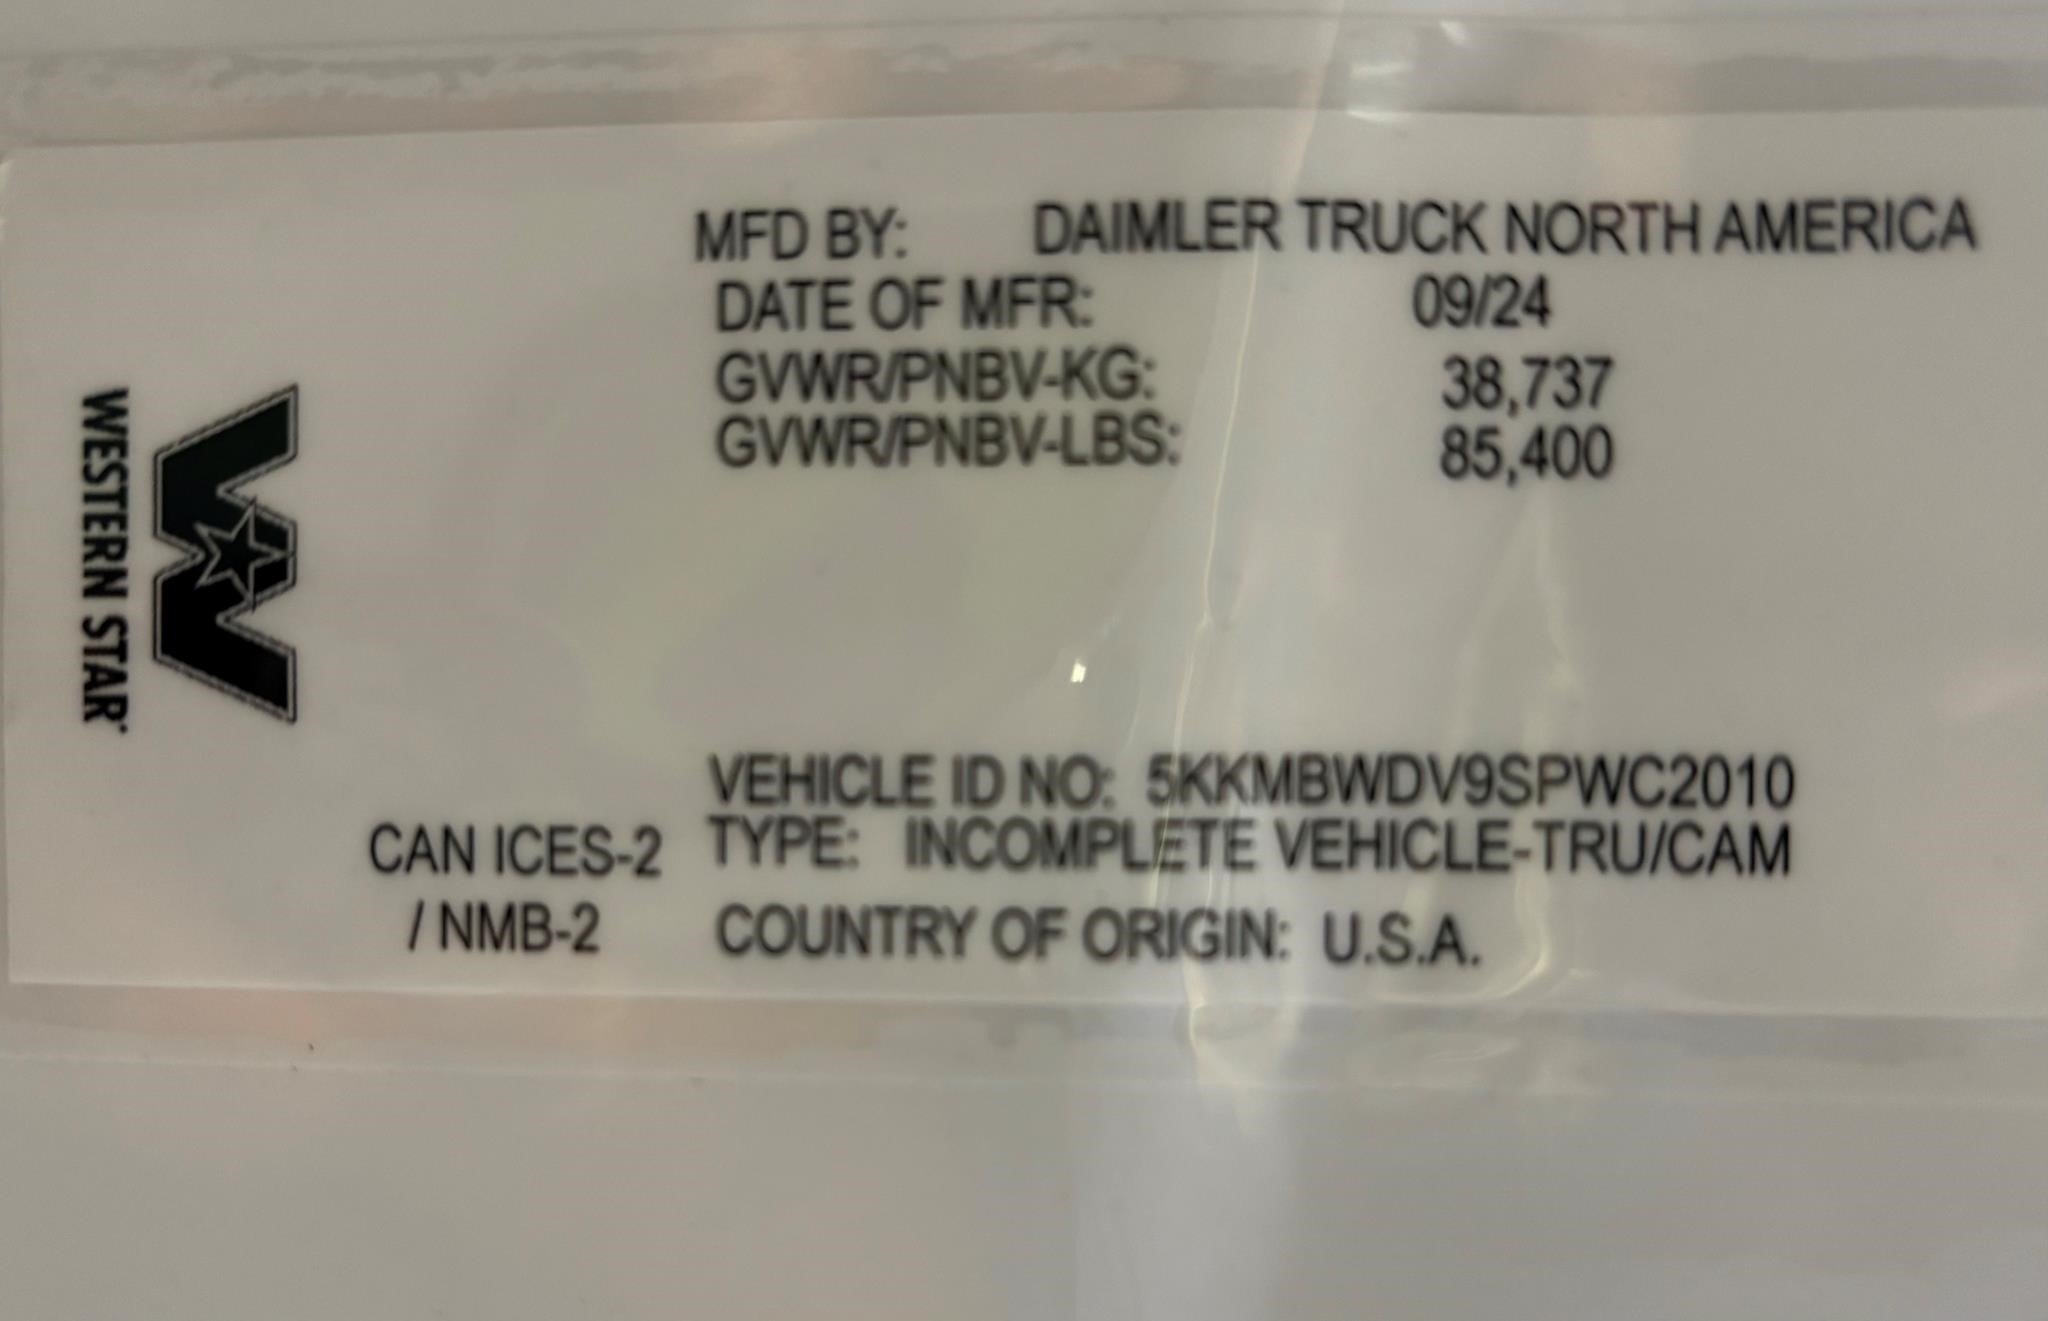 MFD BY: DAIMLER TRUCK NORTH AMERICA
DATE OF MFR: 09/24
GVWR/PNBV-KG: 38,737
GVWR/PNBV-LBS: 85,400
WESTERN STAR
VEHICLE ID NO: 5KKMBWDV9SPWC2010
CAN ICES-2 TYPE: INCOMPLETE VEHICLE-TRU/CAM
/ NMB-2 COUNTRY OF ORIGIN: U.S.A.